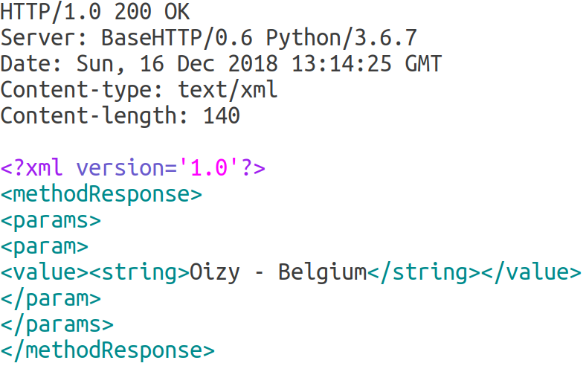 HTTP/1.0 200 OK
Server: BaseHTTP/0.6 Python/3.6.7
Date: Sun, 16 Dec 2018 13:14:25 GMT
Content-type: text/xml
Content-length: 140

<?xml version='1.0'?>
<methodResponse>
<params>
<param>
<value><string>Oizy - Belgium</string></value>
</param>
</params>
</methodResponse>